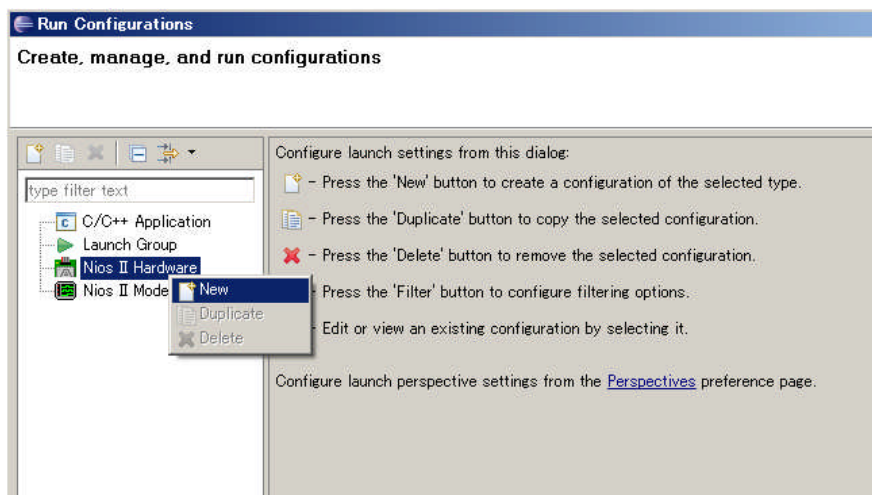 Run Configurations
Create, manage, and run configurations
Configure launch settings from this dialog:
type filter text
- Press the 'New' button to create a configuration of the selected type.
C/C++ Application
- Press the 'Duplicate' button to copy the selected configuration.
Launch Group
- Press the 'Delete' button to remove the selected configuration.
Nios II Hardware
Nios II Mode
New
Press the 'Filter' button to configure filtering options.
Duplicate
- Edit or view an existing configuration by selecting it.
Delete
Configure launch perspective settings from the Perspectives preference page.